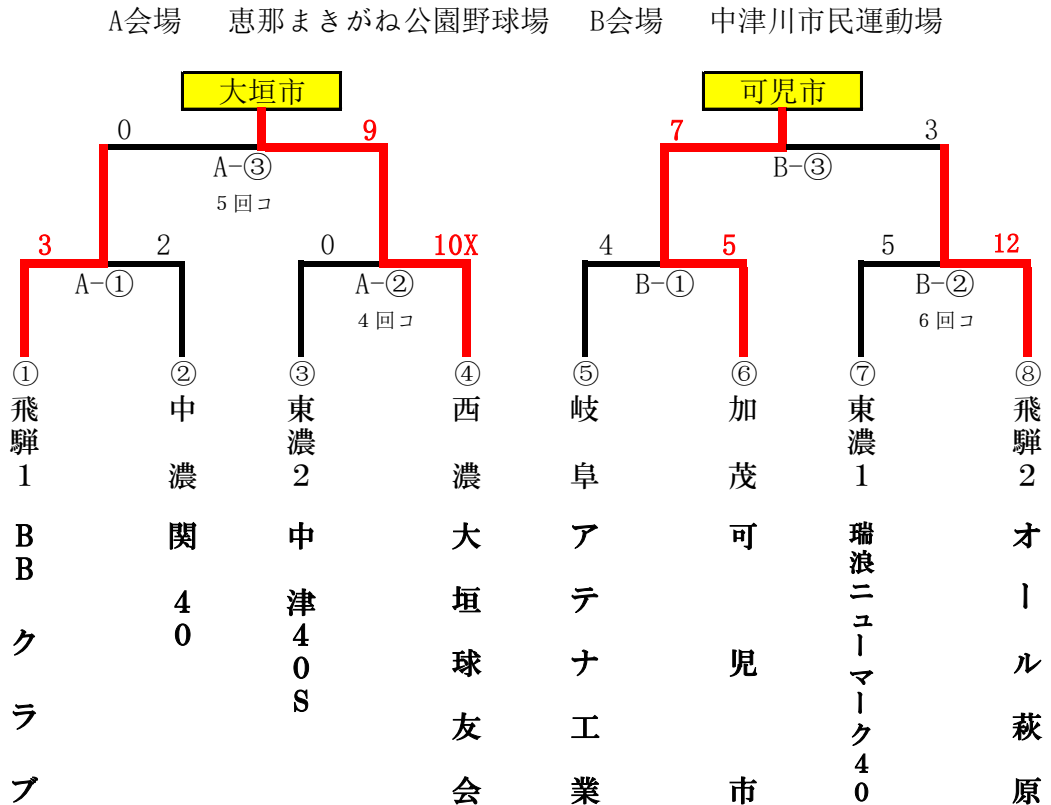 A会場 恵那まきがね公園野球場 B会場 中津川市民運動場
大垣市 可児市
0 9 7 3
A-③ B-③
5回コ
3 2 0 10X 4 5 5 12
A-① A-② B-① B-②
4回コ 6回コ
① ② ③ ④ ⑤ ⑥ ⑦ ⑧
飛騨1 BBクラブ
中濃 関40
東濃2 中津40S
西濃 大垣球友会
岐阜 アテナ工業
加茂 可児市
東濃1 瑞浪ニューマーク40
飛騨2 オール萩原